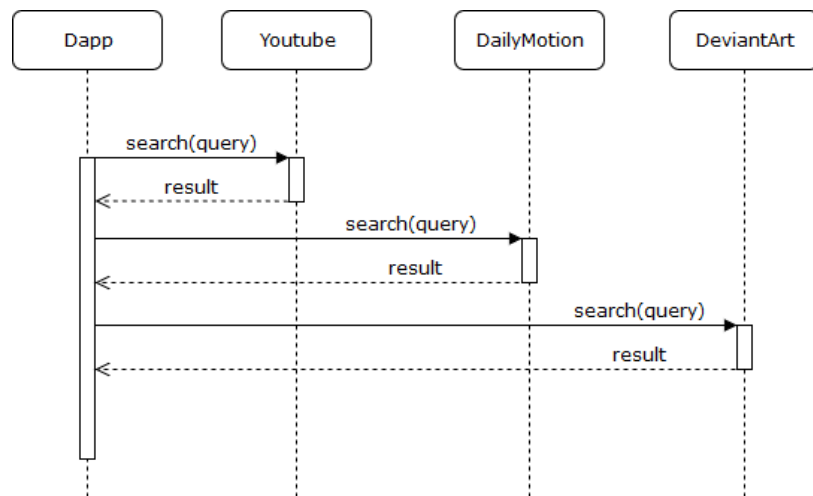 Dapp
Youtube
DailyMotion
DeviantArt
search(query)
result
search(query)
result
search(query)
result